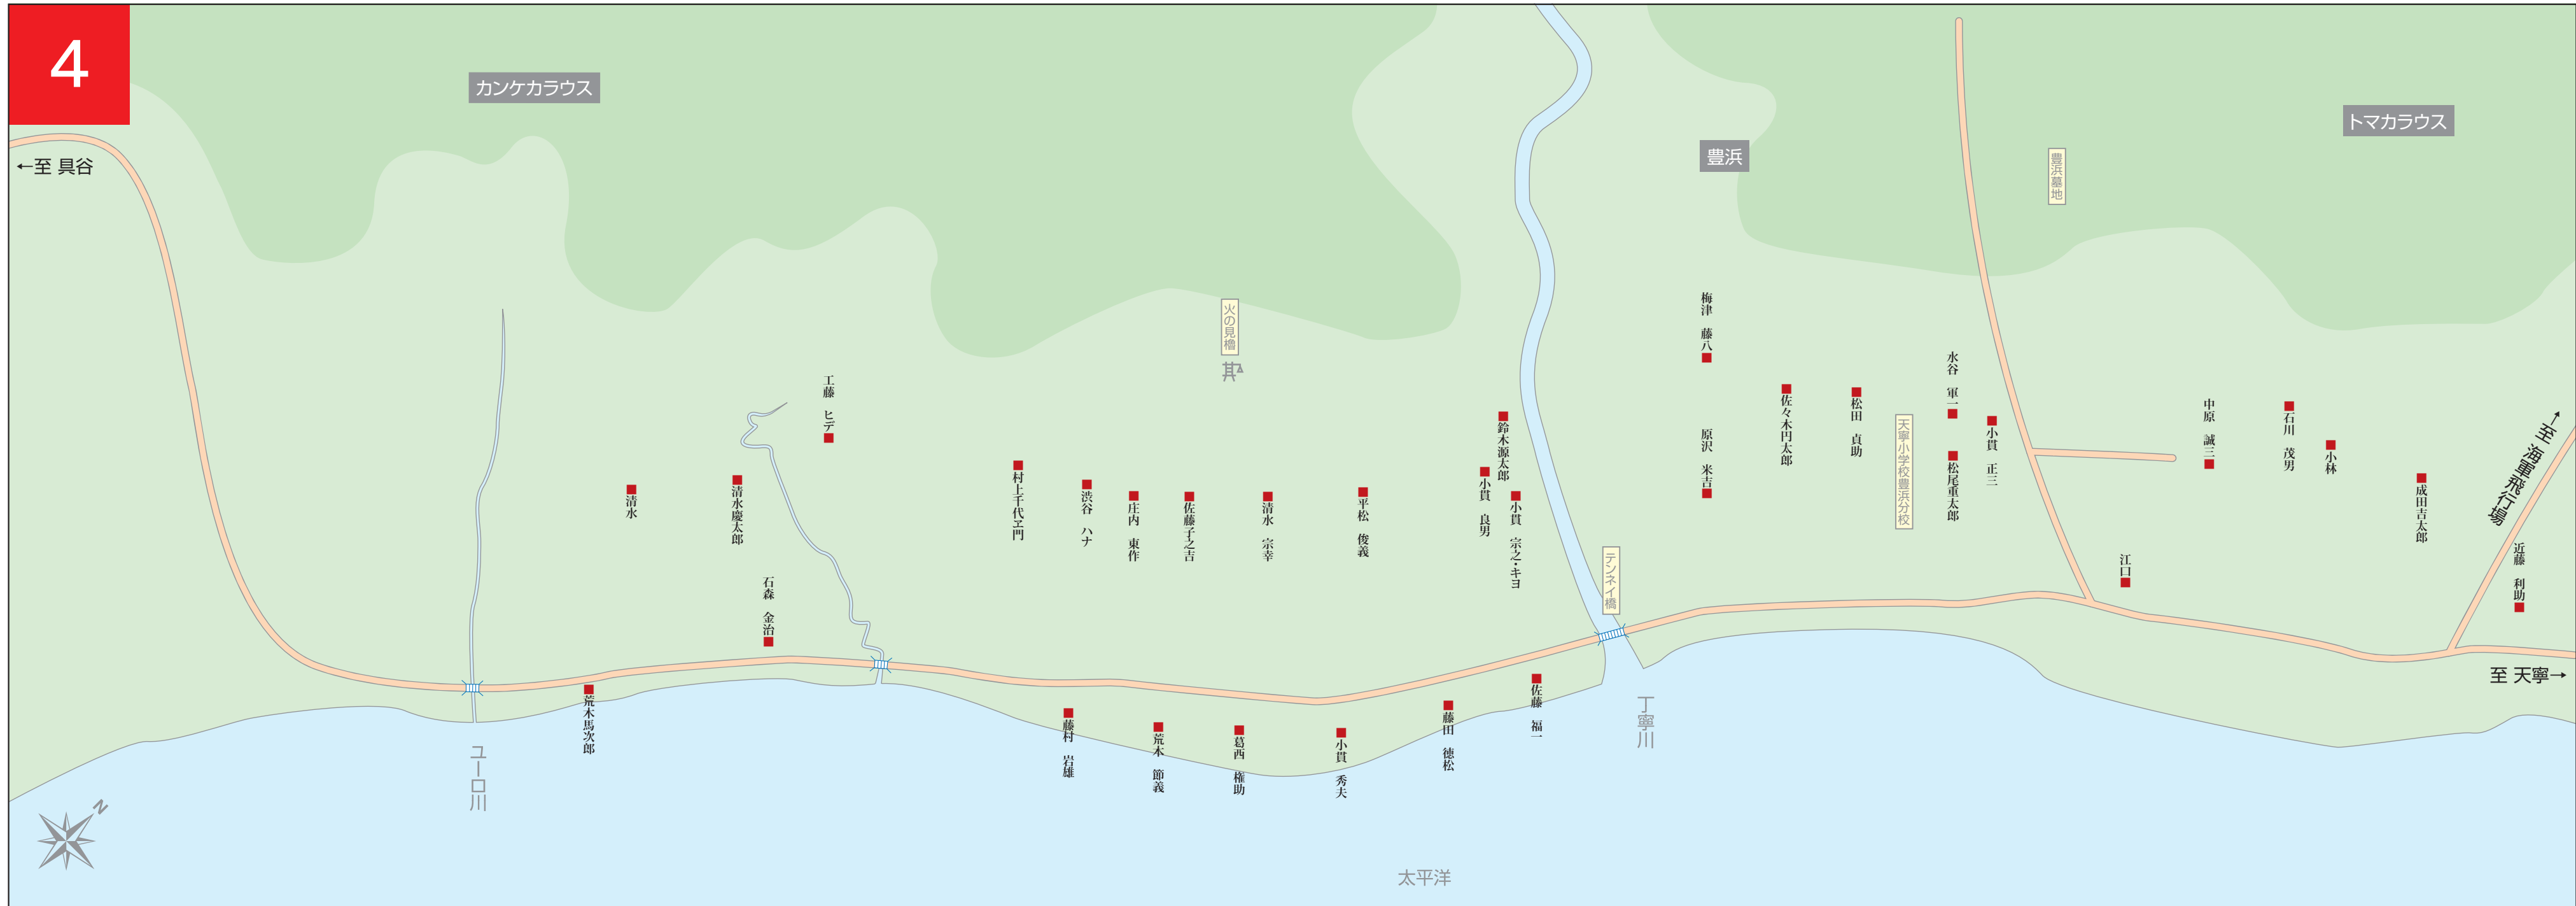 4
カンケカラウス
豊浜
トマカラウス
←至 具谷
豊浜墓地
火の見櫓
梅津 藤八
水谷 軍一
工藤 ヒデ
佐々木円太郎
松田 貞助
中原 誠三
石川 茂男
鈴木源太郎
天寧小学校豊浜分校
小貫 正三
←至 海軍飛行場
原沢 米吉
小林
村上千代ヱ門
小貫 良男
松尾重太郎
清水慶太郎
成田吉太郎
清水
渋谷 ハナ
庄内 東作
佐藤子之吉
清水 宗幸
平松 俊義
小貫 宗之・キヨ
テンネイ橋
江口
近藤 利助
石森 金治
至 天寧→
荒木馬次郎
佐藤 福一
丁寧川
藤村 岩雄
荒木 節義
葛西 権助
小貫 秀夫
藤田 徳松
ユーロ川
N
太平洋